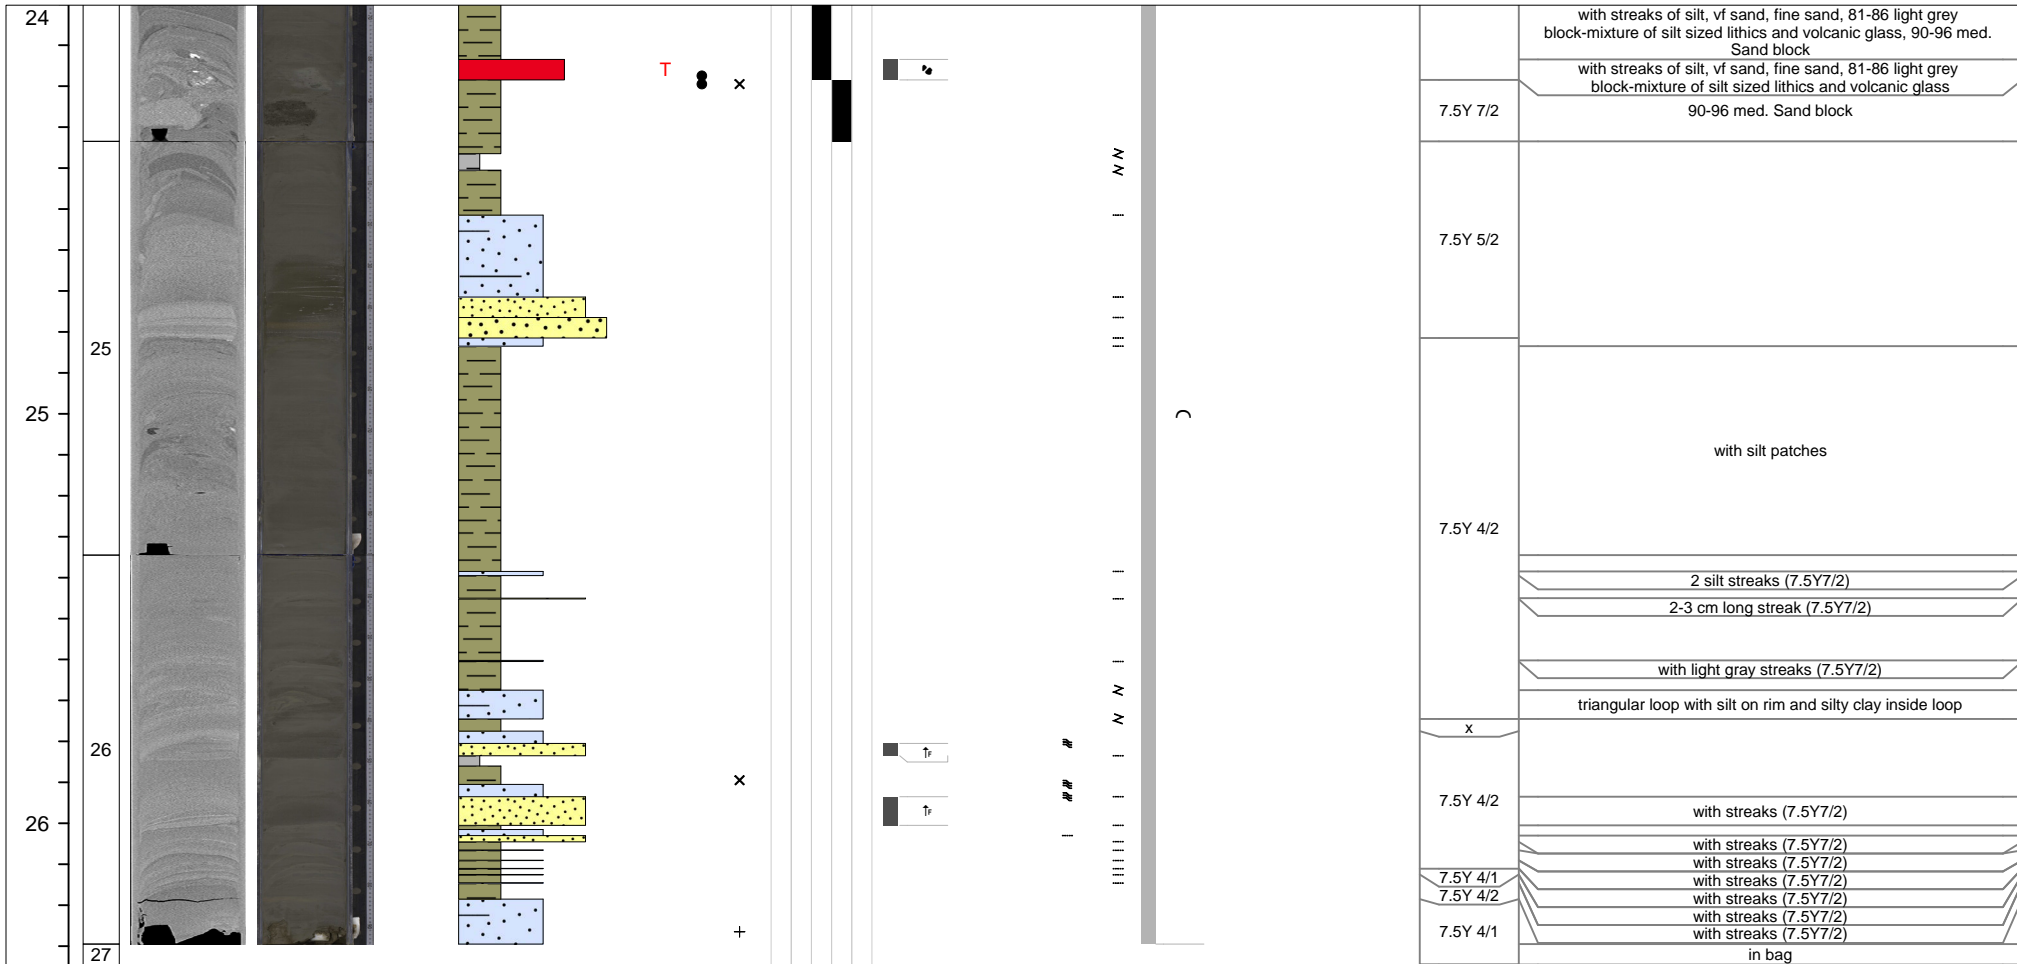 24
with streaks of silt, vf sand, fine sand, 81-86 light grey
block-mixture of silt sized lithics and volcanic glass, 90-96 med.
Sand block
T
with streaks of silt, vf sand, fine sand, 81-86 light grey
block-mixture of silt sized lithics and volcanic glass
7.5Y 7/2
90-96 med. Sand block
7.5Y 5/2
25
25
with silt patches
7.5Y 4/2
2 silt streaks (7.5Y7/2)
2-3 cm long streak (7.5Y7/2)
with light gray streaks (7.5Y7/2)
triangular loop with silt on rim and silty clay inside loop
x
26
F
7.5Y 4/2
F
with streaks (7.5Y7/2)
26
with streaks (7.5Y7/2)
with streaks (7.5Y7/2)
7.5Y 4/1
with streaks (7.5Y7/2)
7.5Y 4/2
with streaks (7.5Y7/2)
with streaks (7.5Y7/2)
7.5Y 4/1
with streaks (7.5Y7/2)
27
in bag